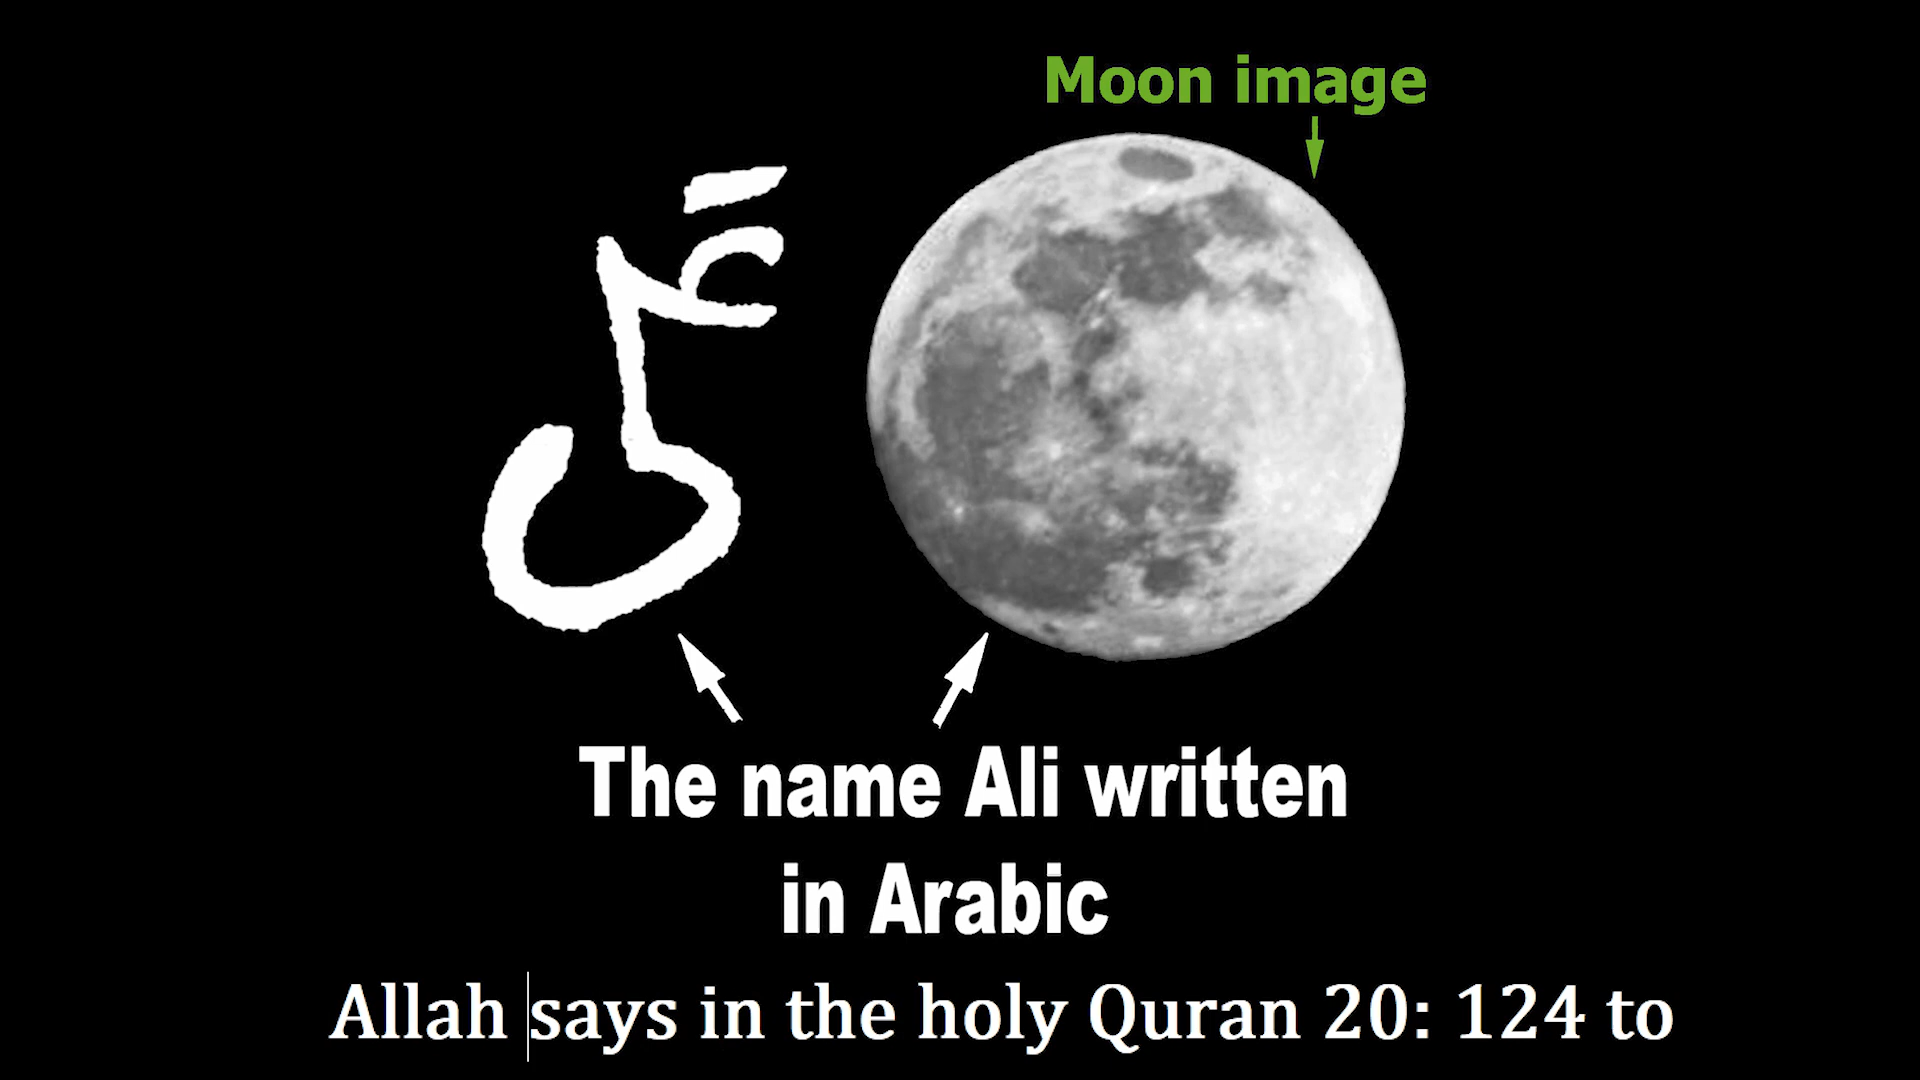 Moon image
علي
The name Ali written
in Arabic
Allah says in the holy Quran 20: 124 to